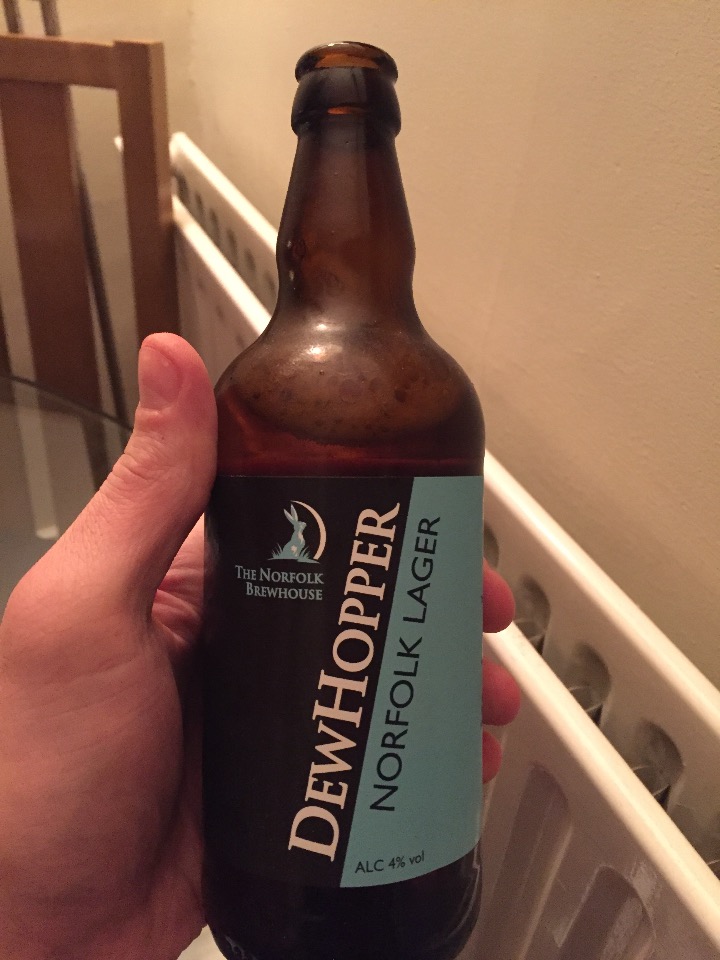 The Norfolk
Brewhouse
DewHopper
NORFOLK LAGER
ALC 4% vol